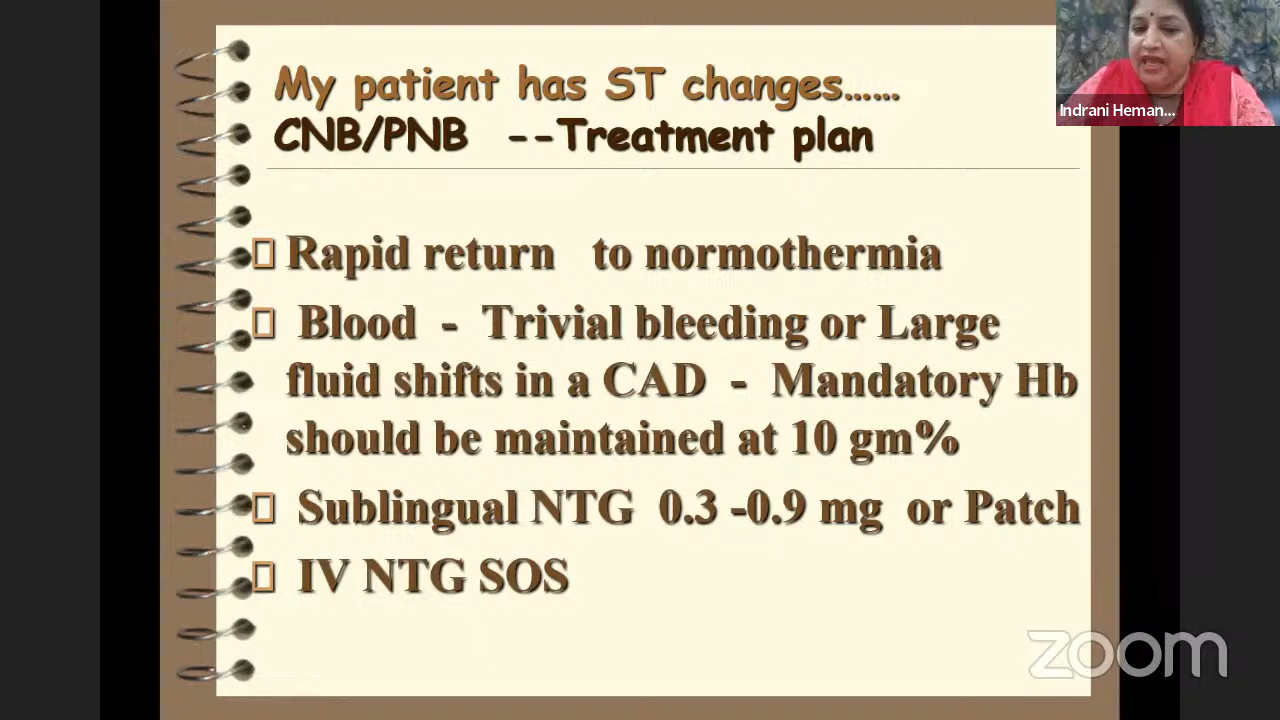 My patient has ST changes......
CNB/PNB --Treatment plan
Indrani Heman...
Rapid return to normothermia
Blood - Trivial bleeding or Large
fluid shifts in a CAD - Mandatory Hb
should be maintained at 10 gm%
Sublingual NTG 0.3 -0.9 mg or Patch
IV NTG SOS
zoom